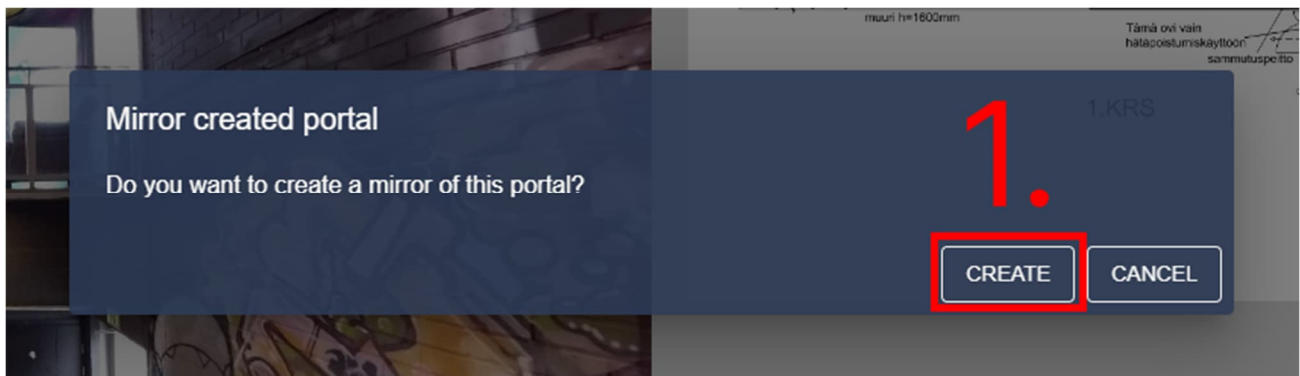 muuri h=1600mm
Tämä ovi vain
hätäpoistumiskäyttöön
sammutuspeitto
Mirror created portal
1.
1.KRS
Do you want to create a mirror of this portal?
CREATE
CANCEL